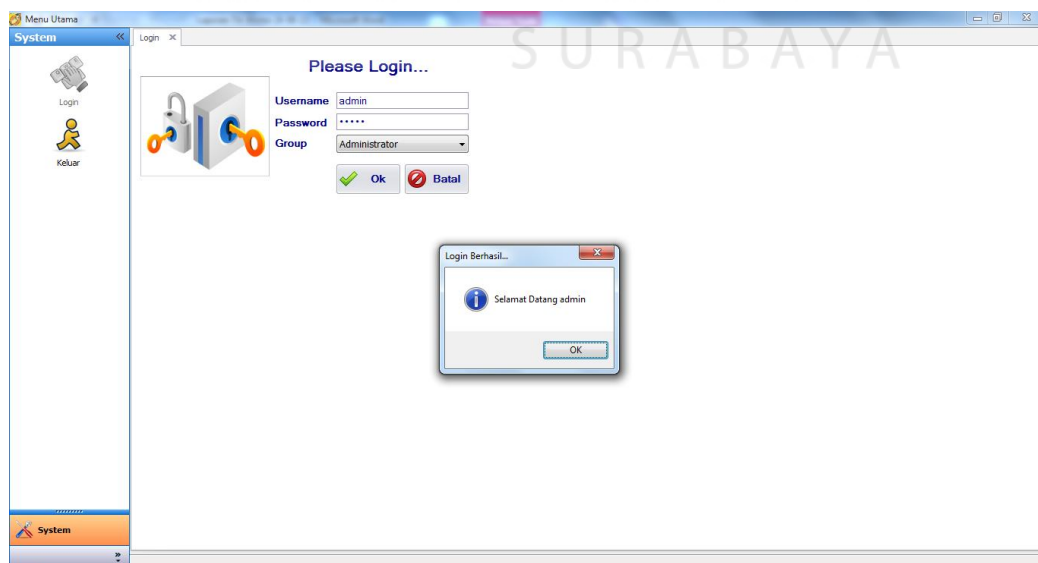 Menu Utama
System «
Login
Keluar
System
»
Login ×
SURABAYA
Please Login...
Username admin
Password •••••
Group Administrator
Ok Batal
Login Berhasil...
Selamat Datang admin
OK